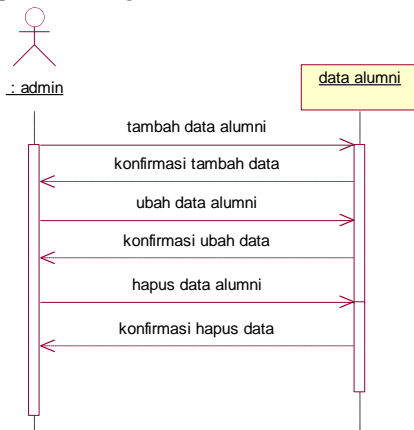 : admin
data alumni
tambah data alumni
konfirmasi tambah data
ubah data alumni
konfirmasi ubah data
hapus data alumni
konfirmasi hapus data